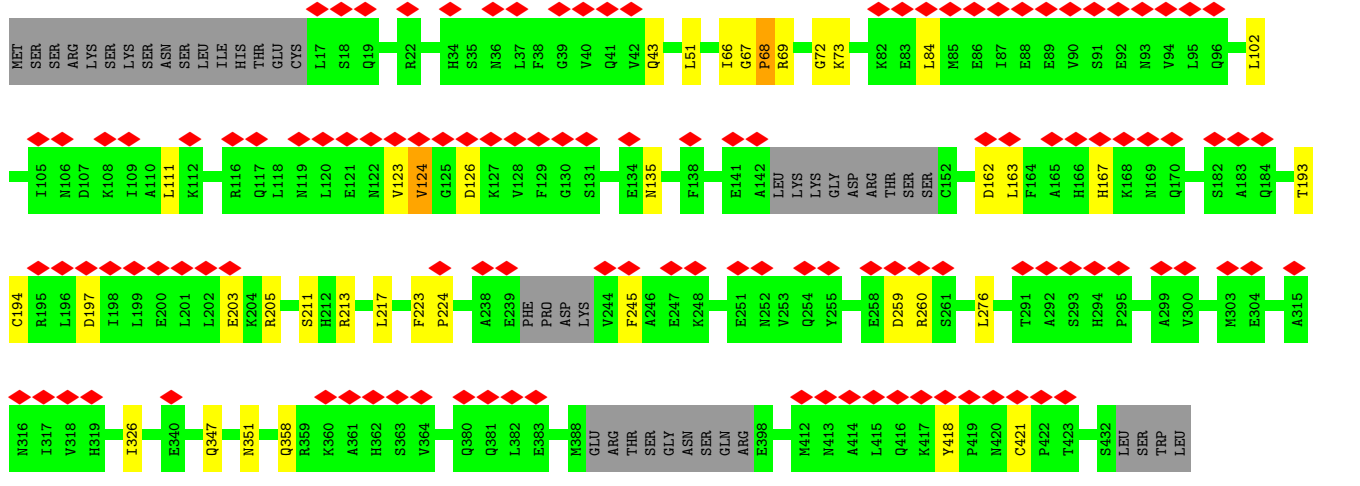 MET SER SER ARG LYS SER LYS SER ASN SER LEU ILE HIS THR GLU CYS L17 S18 Q19 R22 H34 S35 N36 L37 F38 G39 V40 Q41 V42 Q43 L51 I66 G67 P68 R69 G72 K73 K82 E83 L84 M85 E86 I87 E88 E89 V90 S91 E92 N93 V94 L95 Q96 L102
I105 N106 D107 K108 I109 A110 L111 K112 R116 Q117 L118 N119 L120 E121 N122 V123 V124 G125 D126 K127 V128 F129 G130 S131 E134 N135 F138 E141 A142 LEU LYS LYS GLY ASP ARG THR SER SER C152 D162 L163 F164 A165 H166 H167 K168 N169 Q170 S182 A183 Q184 T193
C194 R195 L196 D197 I198 L199 E200 L201 L202 E203 K204 R205 S211 H212 R213 L217 F223 P224 A238 E239 PHE PRO ASP LYS V244 F245 A246 E247 K248 E251 N252 V253 Q254 Y255 E258 D259 R260 S261 L276 T291 A292 S293 H294 P295 A299 V300 M303 E304 A315
N316 I317 V318 H319 I326 E340 Q347 N351 Q358 R359 K360 A361 H362 S363 V364 Q380 Q381 L382 E383 M388 GLU ARG THR SER GLY ASN SER GLN ARG E398 M412 N413 A414 L415 Q416 K417 Y418 P419 N420 C421 P422 T423 S432 LEU SER TRP LEU